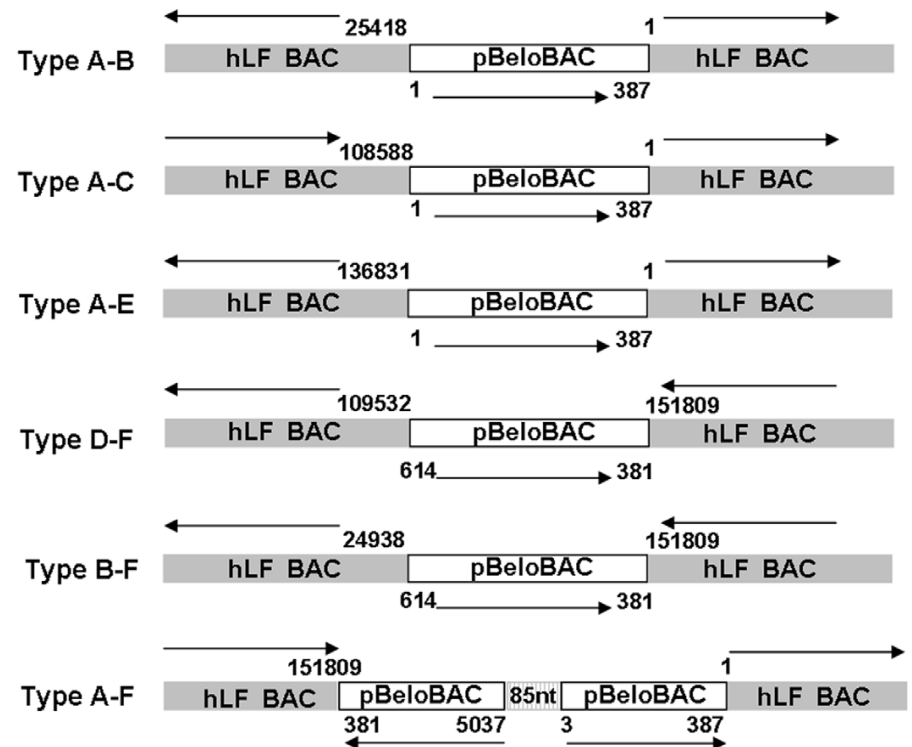 25418 1
Type A-B hLF BAC pBeloBAC hLF BAC
1 387
108588 1
Type A-C hLF BAC pBeloBAC hLF BAC
1 387
136831 1
Type A-E hLF BAC pBeloBAC hLF BAC
1 387
109532 151809
Type D-F hLF BAC pBeloBAC hLF BAC
614 381
24938 151809
Type B-F hLF BAC pBeloBAC hLF BAC
614 381
151809 1
Type A-F hLF BAC pBeloBAC 85nt pBeloBAC hLF BAC
381 5037 3 387